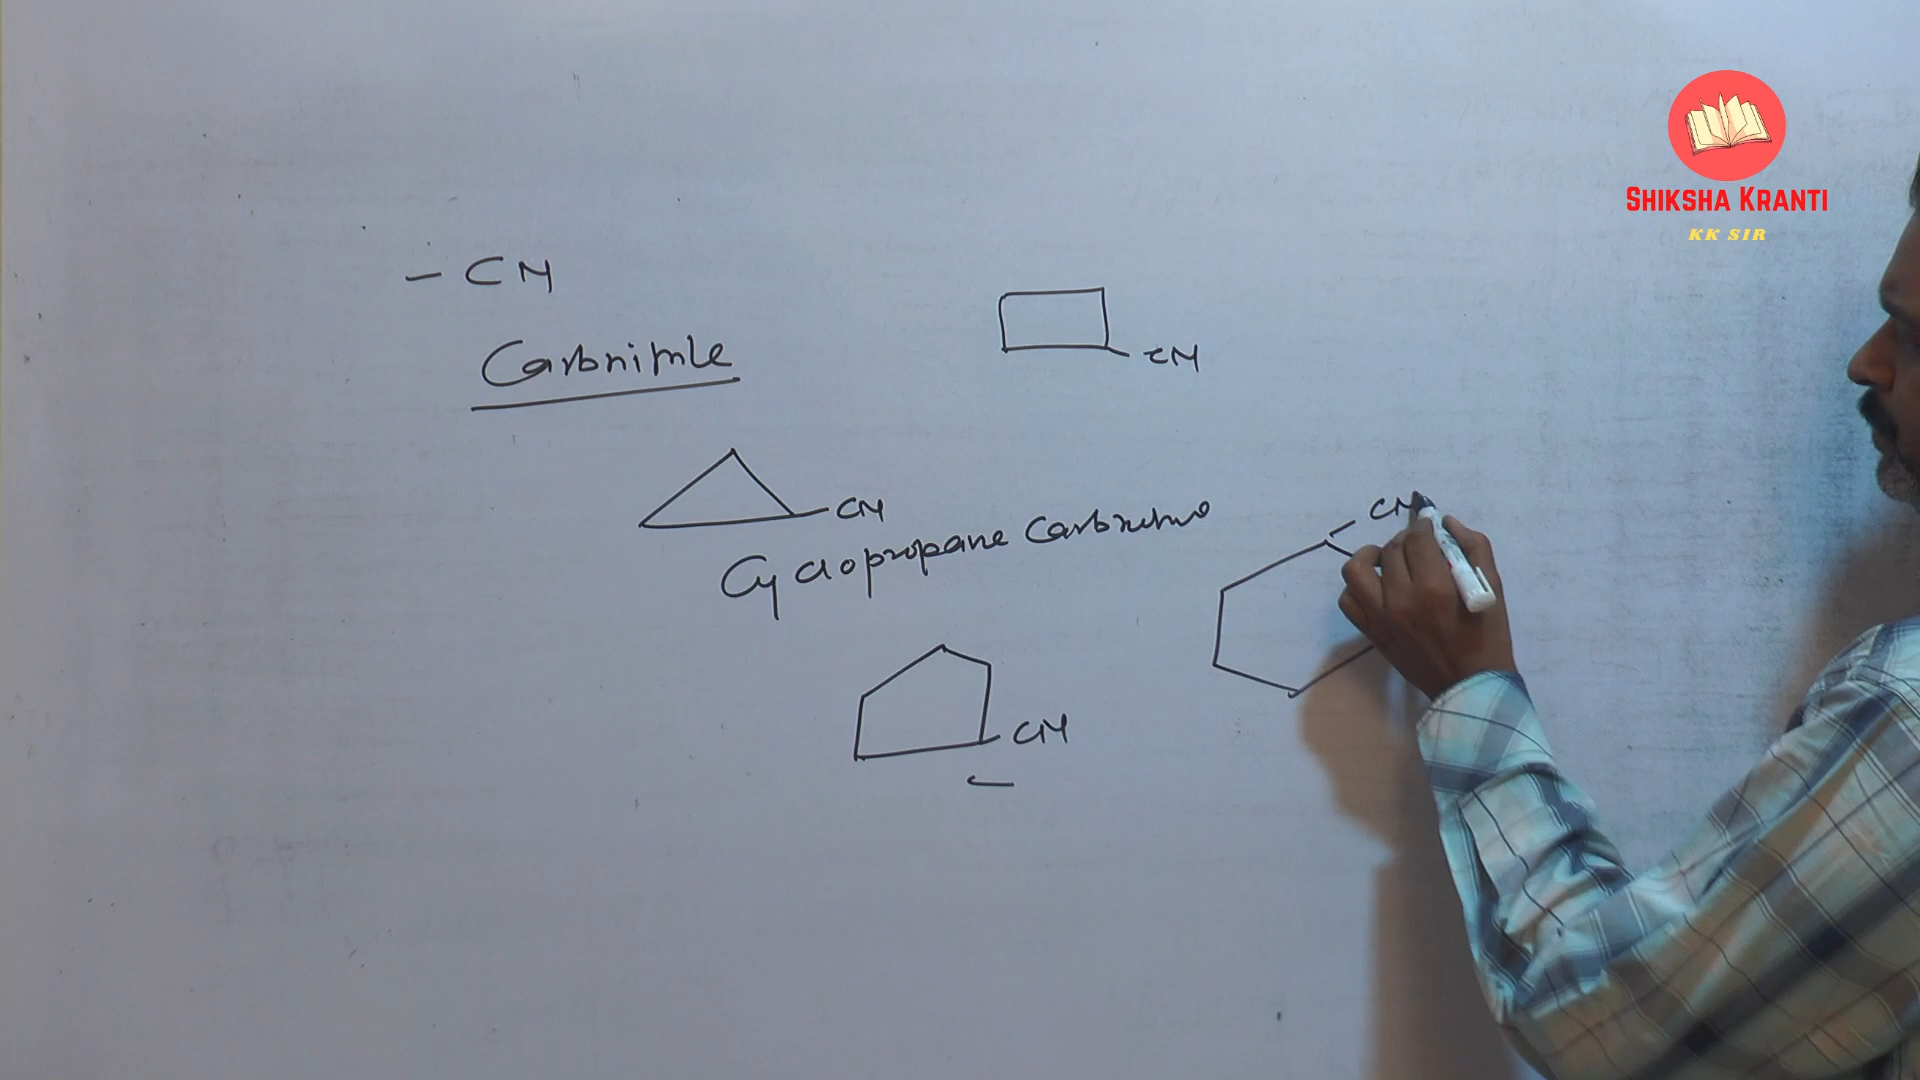 SHIKSHA KRANTI
KK SIR
– CN
Carbnitrile
CN
CN
Cyclopropane Carbnitrile
CN
CN